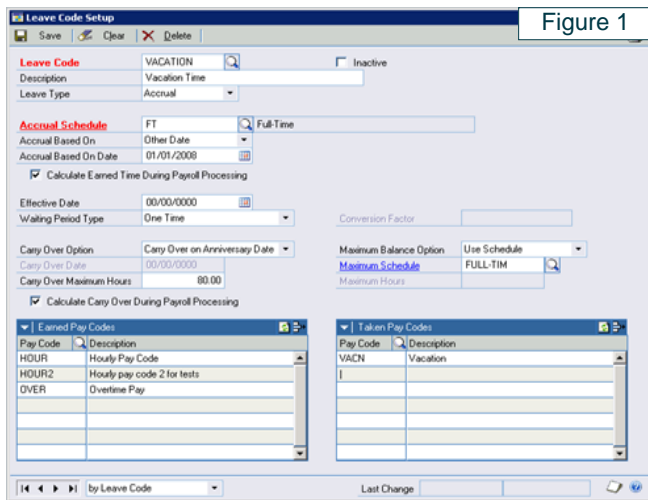 Leave Code Setup
Figure 1
Save Clear Delete
Leave Code VACATION Inactive
Description Vacation Time
Leave Type Accrual
Accrual Schedule FT Full-Time
Accrual Based On Other Date
Accrual Based On Date 01/01/2008
Calculate Earned Time During Payroll Processing
Effective Date 00/00/0000
Waiting Period Type One Time Conversion Factor
Carry Over Option Carry Over on Anniversary Date Maximum Balance Option Use Schedule
Carry Over Date 00/00/0000 Maximum Schedule FULL-TIM
Carry Over Maximum Hours 80.00 Maximum Hours
Calculate Carry Over During Payroll Processing
Earned Pay Codes Taken Pay Codes
Pay Code Description Pay Code Description
HOUR Hourly Pay Code VACN Vacation
HOUR2 Hourly pay code 2 for tests
OVER Overtime Pay
by Leave Code Last Change